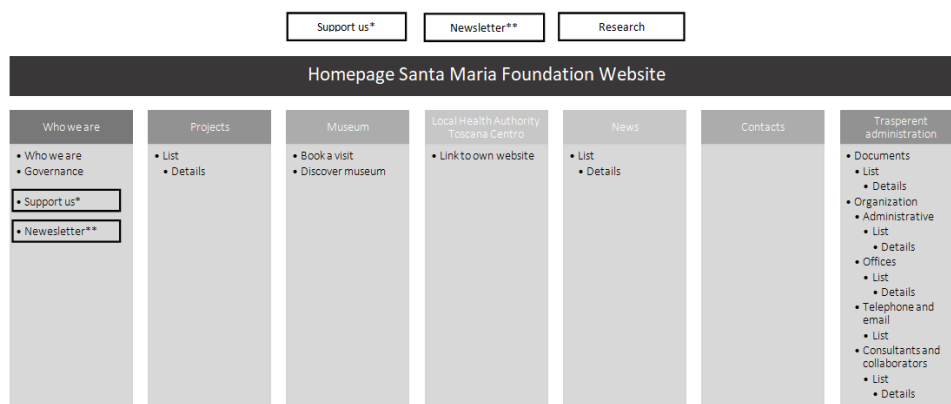 Support us*
Newsletter**
Research
Homepage Santa Maria Foundation Website
Who we are
• Who we are
• Governance
• Support us*
• Newesletter**
Projects
• List
• Details
Museum
• Book a visit
• Discover museum
Local Health Authority
Toscana Centro
• Link to own website
News
• List
• Details
Contacts
Trasperent
administration
• Documents
• List
• Details
• Organization
• Administrative
• List
• Details
• Offices
• List
• Details
• Telephone and
email
• List
• Consultants and
collaborators
• List
• Details